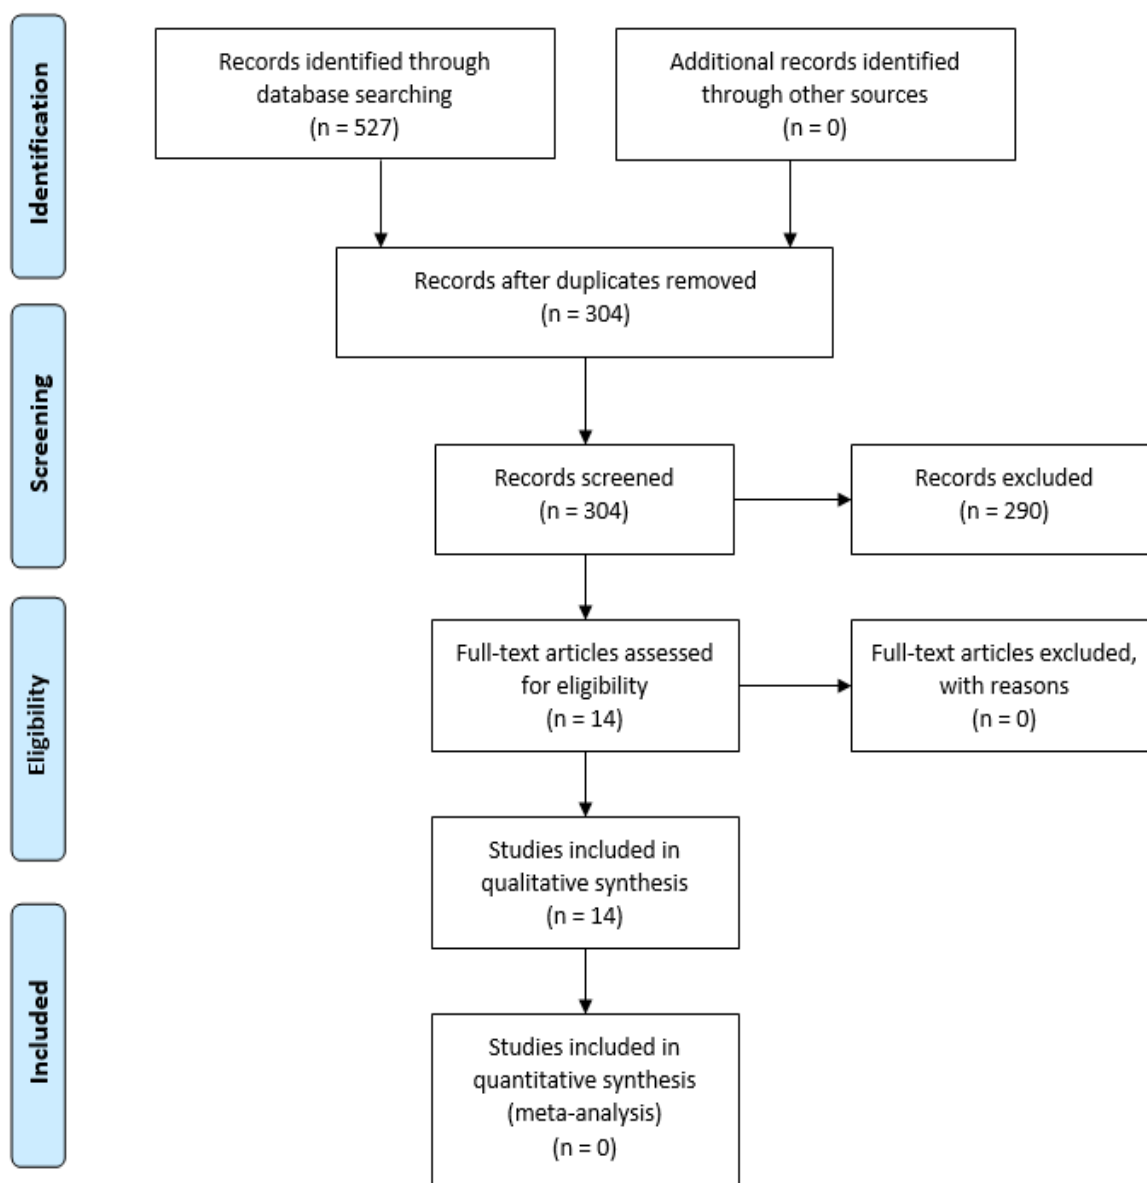 Identification
Records identified through
database searching
(n = 527)
Additional records identified
through other sources
(n = 0)
Records after duplicates removed
(n = 304)
Screening
Records screened
(n = 304)
Records excluded
(n = 290)
Eligibility
Full-text articles assessed
for eligibility
(n = 14)
Full-text articles excluded,
with reasons
(n = 0)
Studies included in
qualitative synthesis
(n = 14)
Included
Studies included in
quantitative synthesis
(meta-analysis)
(n = 0)